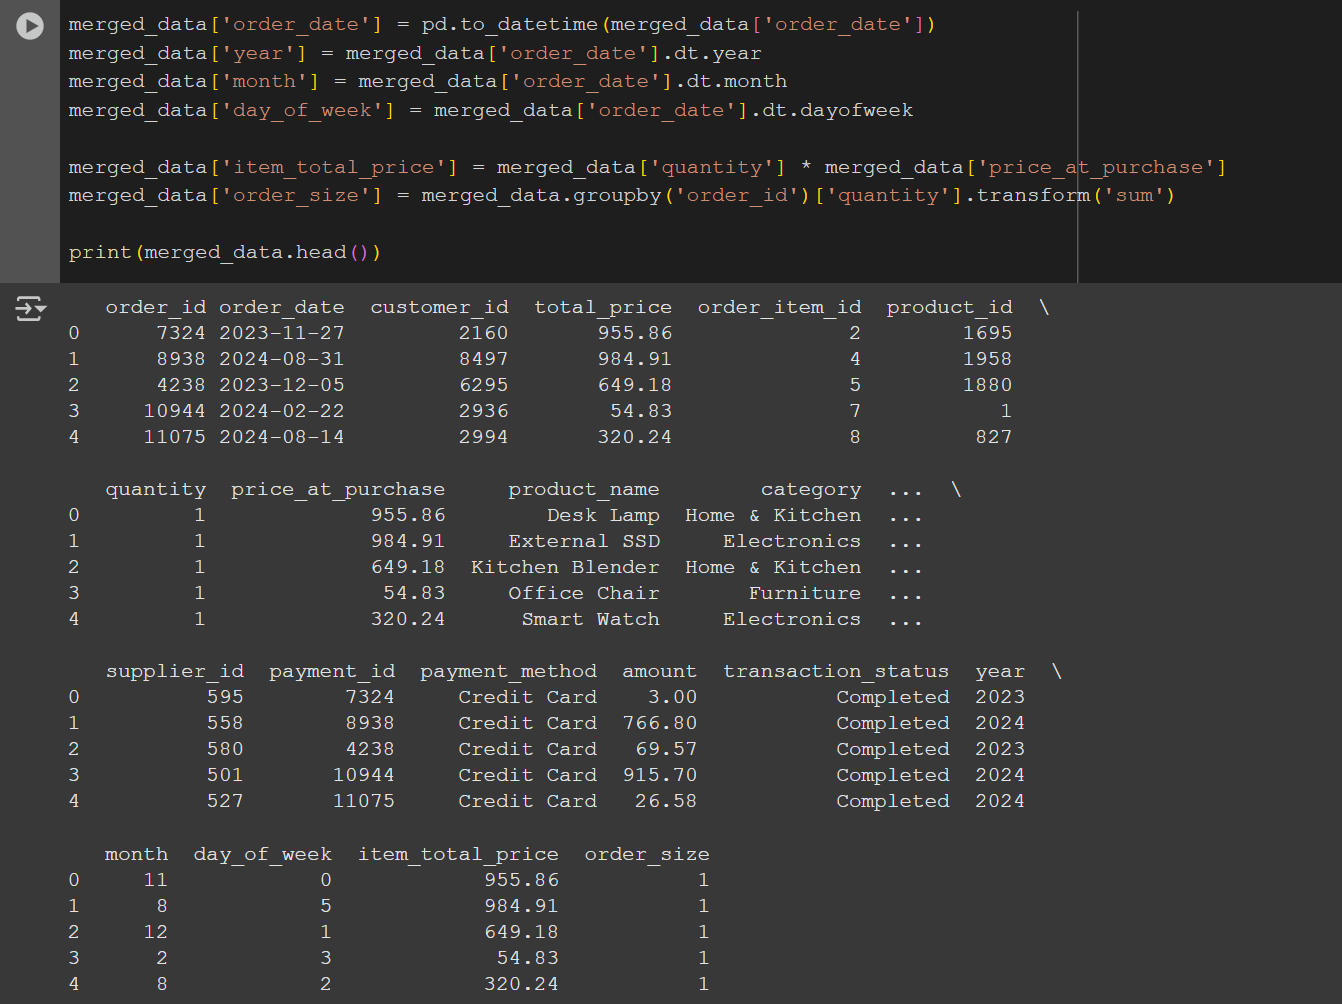 merged_data['order_date'] = pd.to_datetime(merged_data['order_date'])
merged_data['year'] = merged_data['order_date'].dt.year
merged_data['month'] = merged_data['order_date'].dt.month
merged_data['day_of_week'] = merged_data['order_date'].dt.dayofweek
merged_data['item_total_price'] = merged_data['quantity'] * merged_data['price_at_purchase']
merged_data['order_size'] = merged_data.groupby('order_id')['quantity'].transform('sum')
print(merged_data.head())
order_id order_date customer_id total_price order_item_id product_id \
0 7324 2023-11-27 2160 955.86 2 1695
1 8938 2024-08-31 8497 984.91 4 1958
2 4238 2023-12-05 6295 649.18 5 1880
3 10944 2024-02-22 2936 54.83 7 1
4 11075 2024-08-14 2994 320.24 8 827
quantity price_at_purchase product_name category ... \
0 1 955.86 Desk Lamp Home & Kitchen ...
1 1 984.91 External SSD Electronics ...
2 1 649.18 Kitchen Blender Home & Kitchen ...
3 1 54.83 Office Chair Furniture ...
4 1 320.24 Smart Watch Electronics ...
supplier_id payment_id payment_method amount transaction_status year \
0 595 7324 Credit Card 3.00 Completed 2023
1 558 8938 Credit Card 766.80 Completed 2024
2 580 4238 Credit Card 69.57 Completed 2023
3 501 10944 Credit Card 915.70 Completed 2024
4 527 11075 Credit Card 26.58 Completed 2024
month day_of_week item_total_price order_size
0 11 0 955.86 1
1 8 5 984.91 1
2 12 1 649.18 1
3 2 3 54.83 1
4 8 2 320.24 1